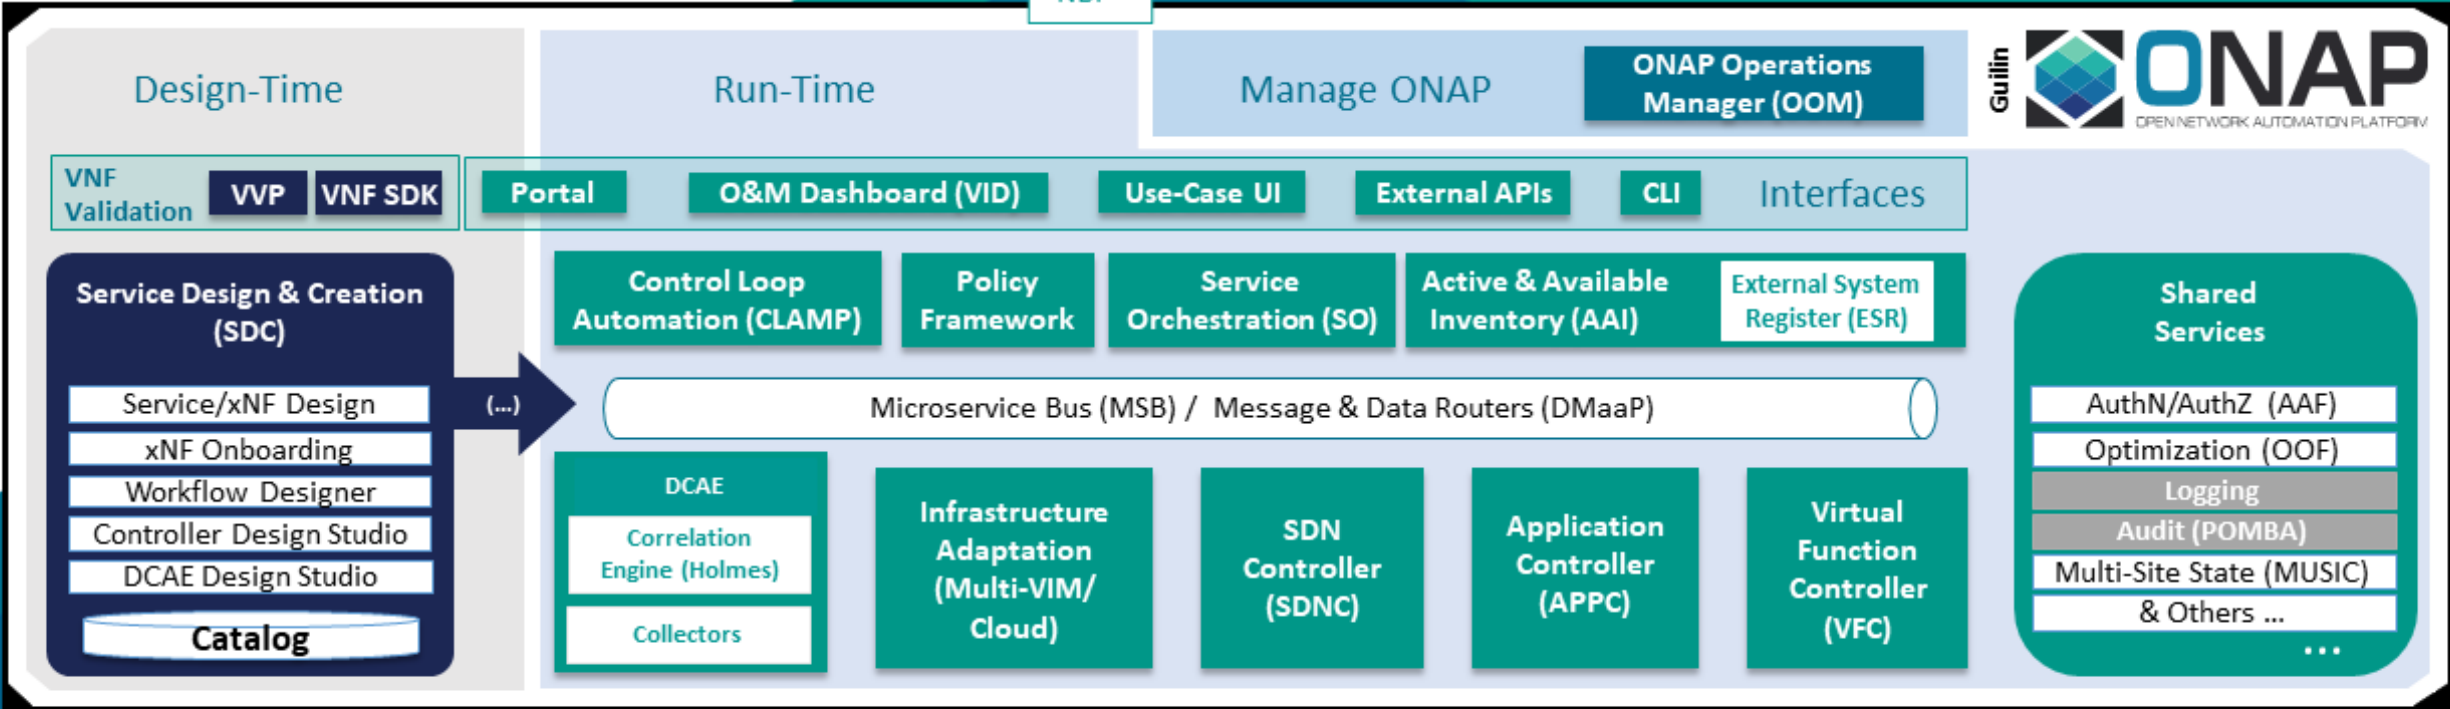 Design-Time
Run-Time
Manage ONAP
ONAP Operations
Manager (OOM)
Guilin
ONAP
OPEN NETWORK AUTOMATION PLATFORM
VNF
Validation
VVP
VNF SDK
Portal
O&M Dashboard (VID)
Use-Case UI
External APIs
CLI
Interfaces
Service Design & Creation
(SDC)
Service/xNF Design
xNF Onboarding
Workflow Designer
Controller Design Studio
DCAE Design Studio
Catalog
(...)
Control Loop
Automation (CLAMP)
Policy
Framework
Service
Orchestration (SO)
Active & Available
Inventory (AAI)
External System
Register (ESR)
Microservice Bus (MSB) / Message & Data Routers (DMaaP)
DCAE
Correlation
Engine (Holmes)
Collectors
Infrastructure
Adaptation
(Multi-VIM/
Cloud)
SDN
Controller
(SDNC)
Application
Controller
(APPC)
Virtual
Function
Controller
(VFC)
Shared
Services
AuthN/AuthZ (AAF)
Optimization (OOF)
Logging
Audit (POMBA)
Multi-Site State (MUSIC)
& Others ...
...